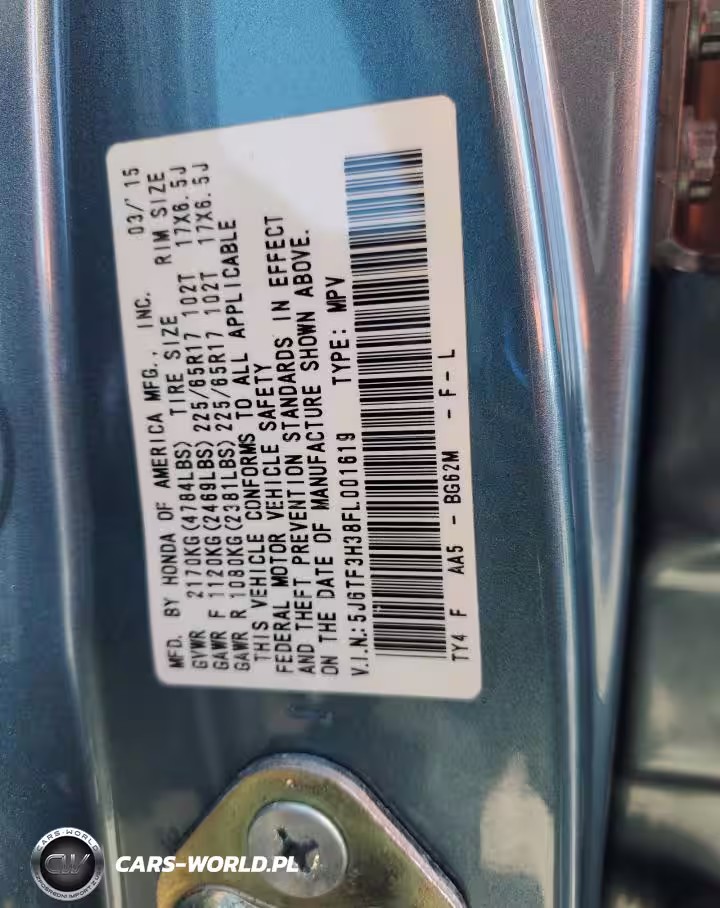 MFD. BY HONDA OF AMERICA MFG., INC. 03/'15
GVWR 2170KG(4784LBS) TIRE SIZE RIM SIZE
GAWR F 1120KG(2469LBS) 225/65R17 102T 17X6.5J
GAWR R 1080KG(2381LBS) 225/65R17 102T 17X6.5J
THIS VEHICLE CONFORMS TO ALL APPLICABLE
FEDERAL MOTOR VEHICLE SAFETY
AND THEFT PREVENTION STANDARDS IN EFFECT
ON THE DATE OF MANUFACTURE SHOWN ABOVE.
V.I.N.:5J6TF3H38FL001619 TYPE: MPV
TY4 F AA5 - BG62M - F - L
CARS-WORLD
CW
CARS-WORLD.PL